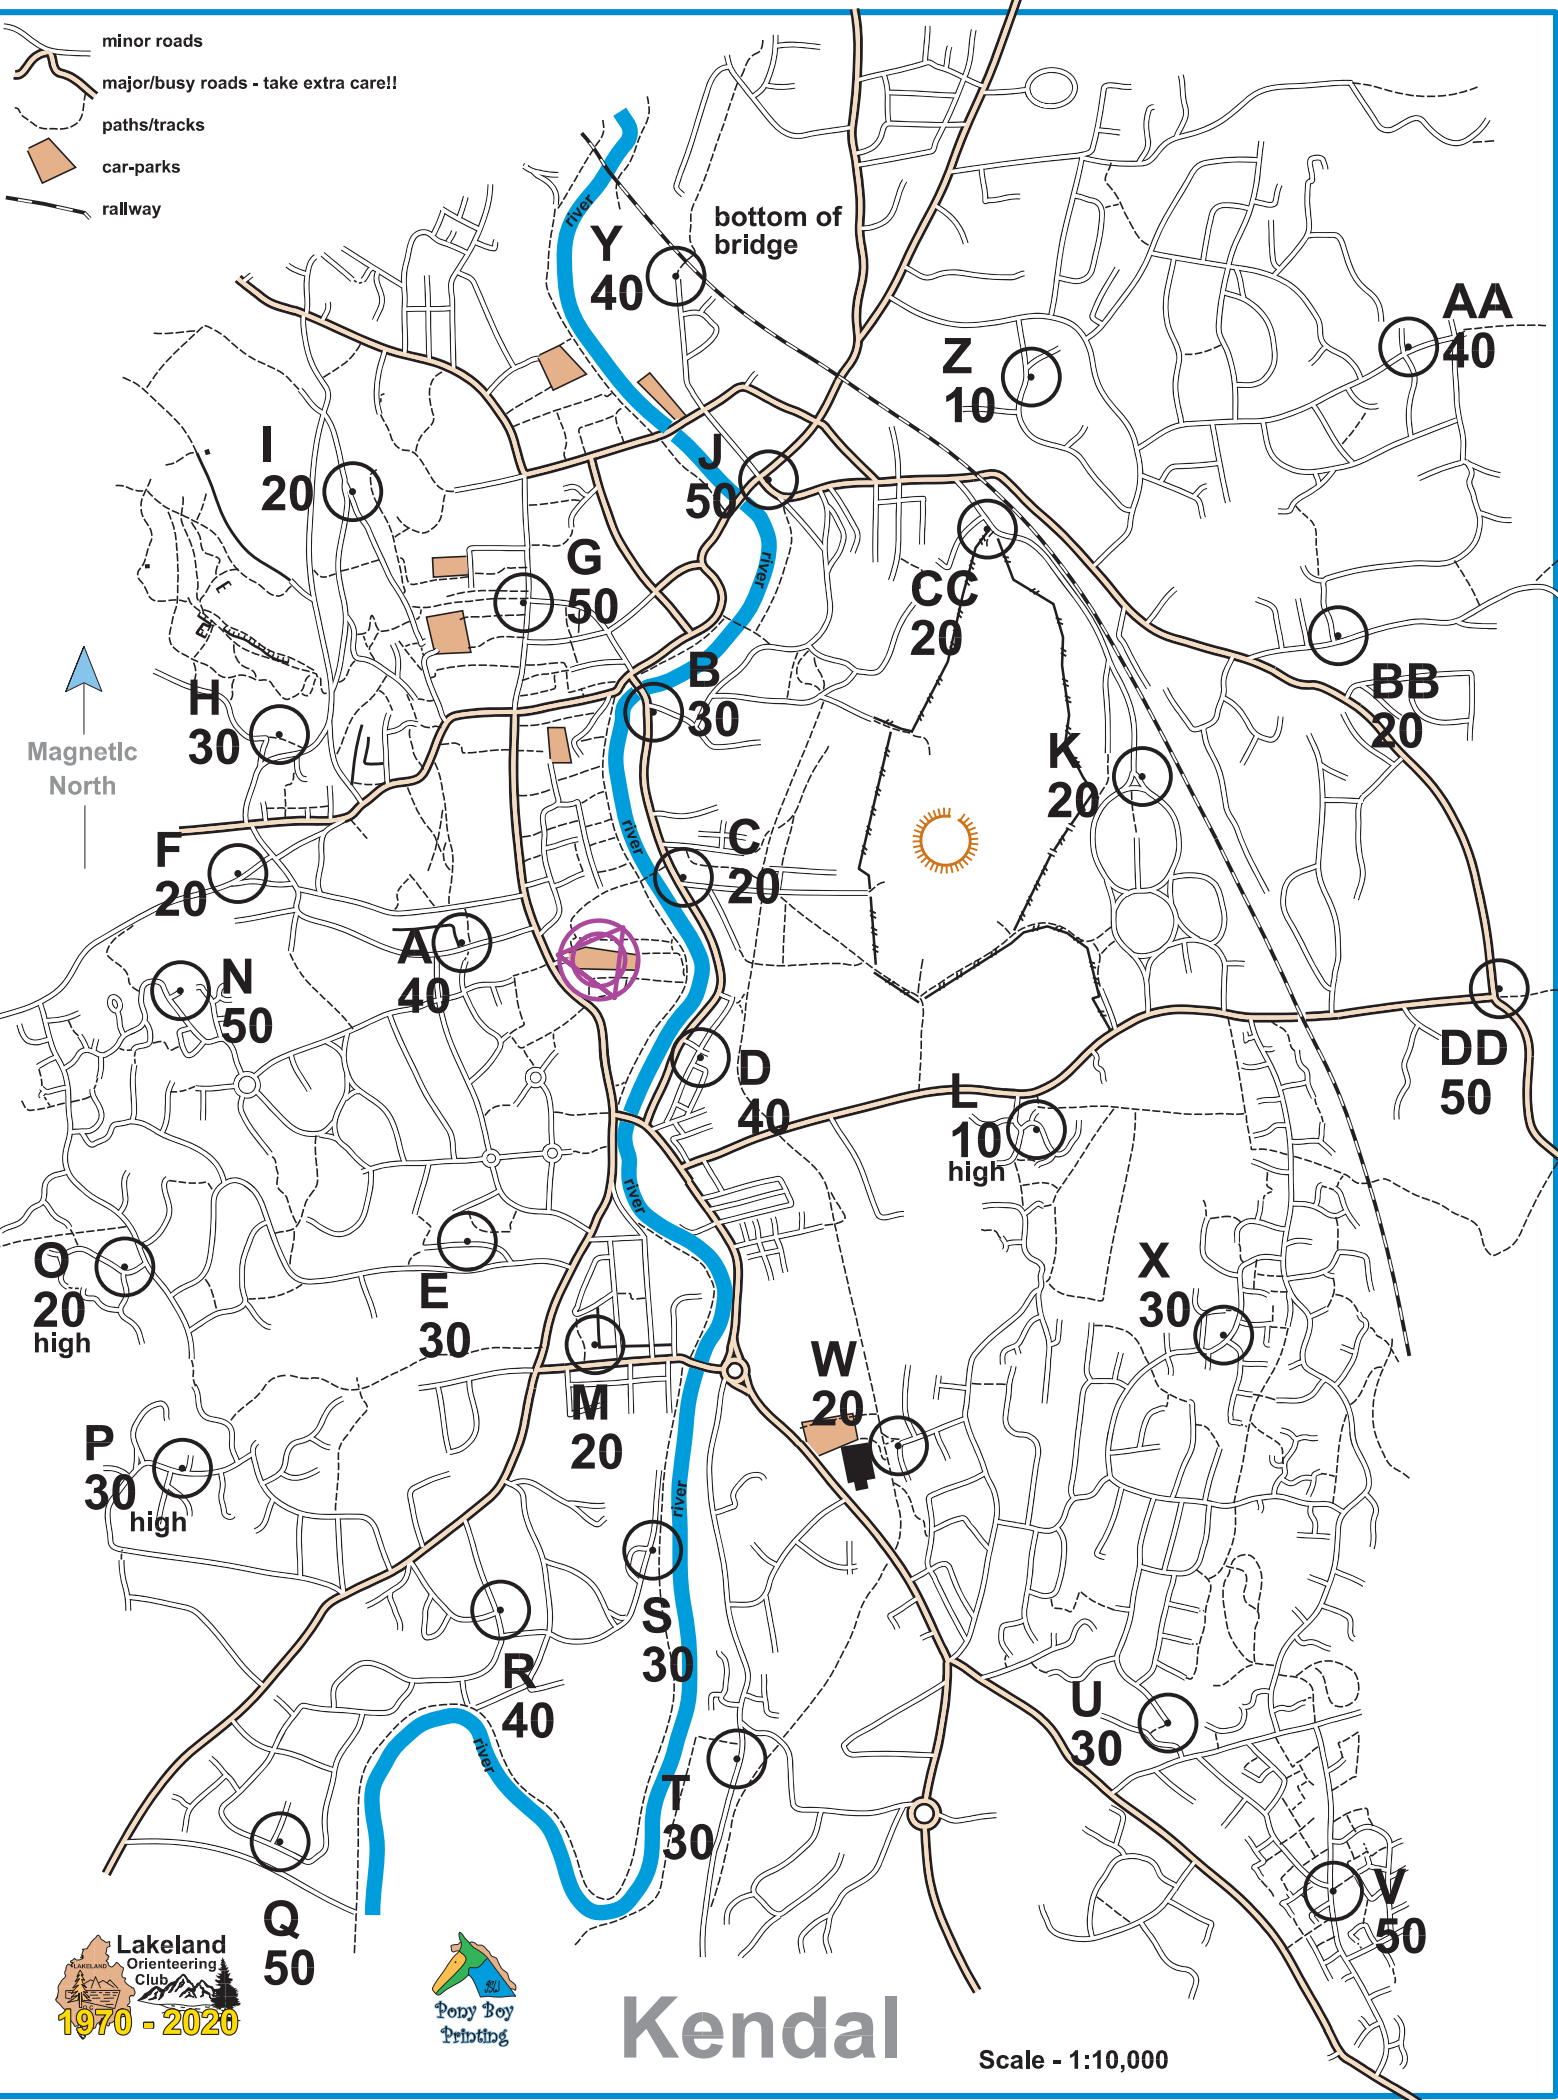 minor roads
major/busy roads - take extra care!!
paths/tracks
car-parks
railway
river
bottom of
bridge
Y
40
AA
40
Z
10
I
20
J
50
G
50
river
CC
20
B
30
BB
20
H
30
Magnetic
North
K
20
river
C
20
F
20
A
40
N
50
D
40
DD
50
L
10
high
river
O
20
high
E
30
X
30
M
20
W
20
P
30
high
river
S
30
R
40
U
30
river
T
30
V
50
Q
50
Lakeland
Orienteering
Club
LAKELAND
1970 - 2020
Pony Boy
Printing
Kendal
Scale - 1:10,000